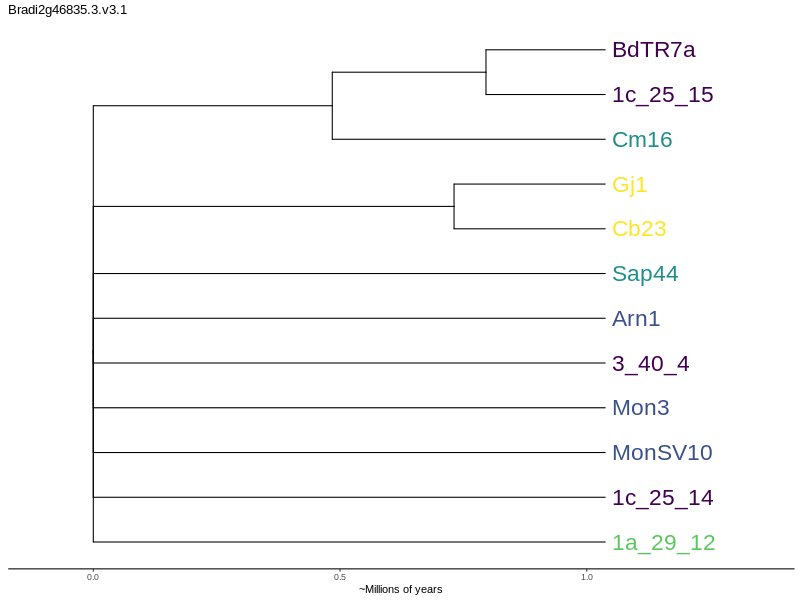 Bradi2g46835.3.v3.1
BdTR7a
1c_25_15
Cm16
Gj1
Cb23
Sap44
Arn1
3_40_4
Mon3
MonSV10
1c_25_14
1a_29_12
0.0 0.5 1.0
~Millions of years